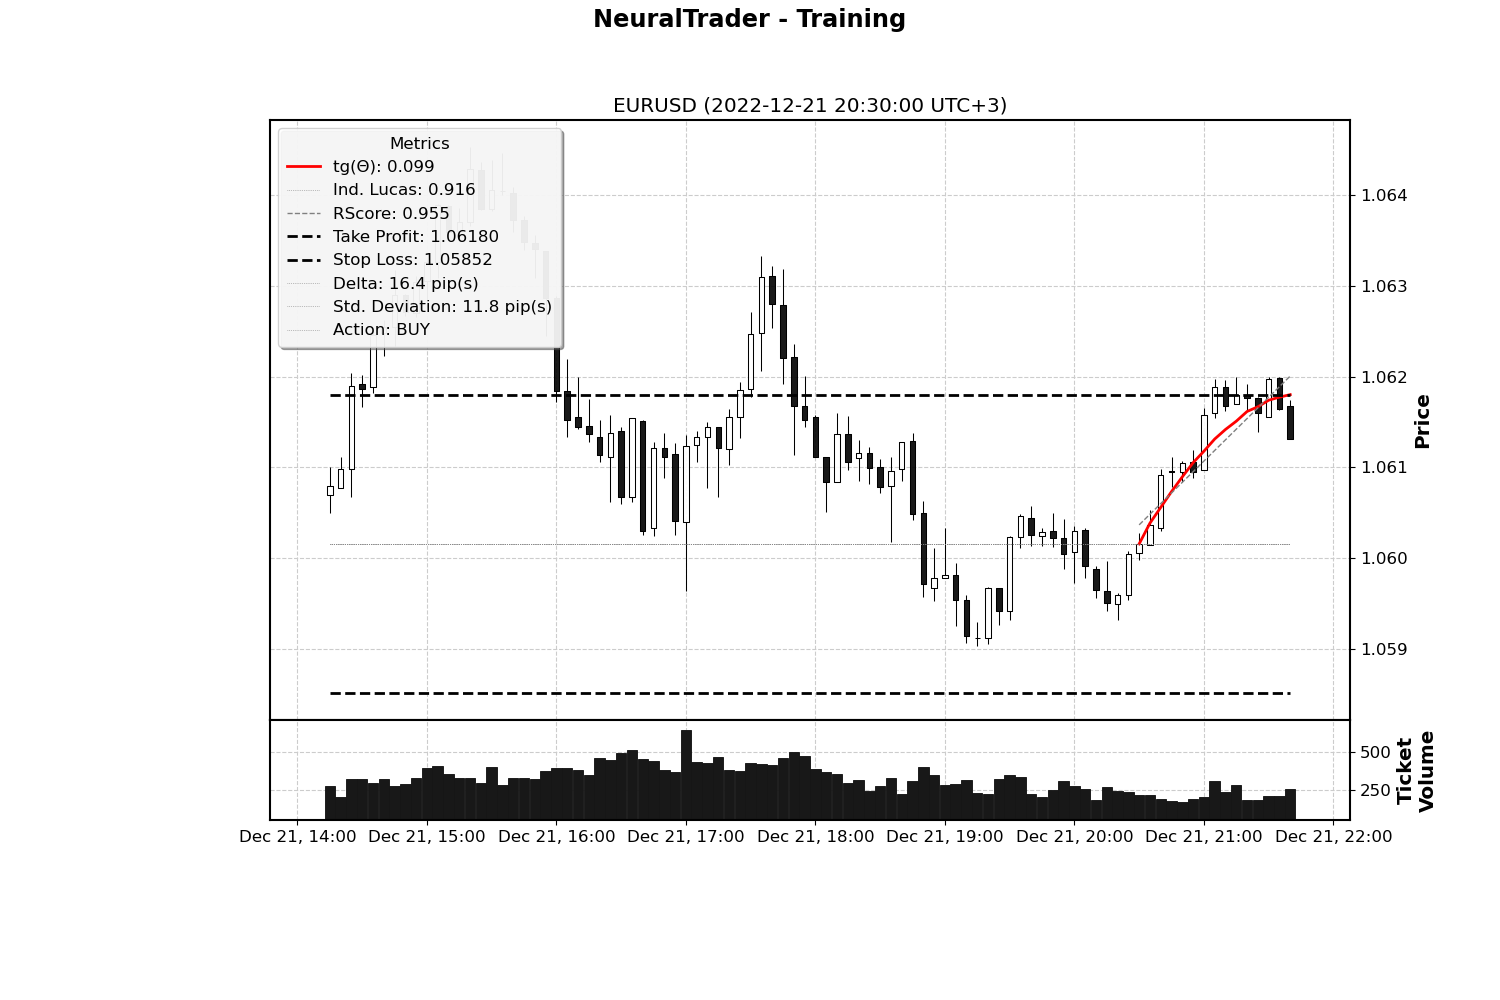 NeuralTrader - Training
EURUSD (2022-12-21 20:30:00 UTC+3)
Metrics
tg(Θ): 0.099
Ind. Lucas: 0.916
RScore: 0.955
Take Profit: 1.06180
Stop Loss: 1.05852
Delta: 16.4 pip(s)
Std. Deviation: 11.8 pip(s)
Action: BUY
1.064
1.063
1.062
1.061
1.060
1.059
Price
500
250
Ticket
Volume
Dec 21, 14:00 Dec 21, 15:00 Dec 21, 16:00 Dec 21, 17:00 Dec 21, 18:00 Dec 21, 19:00 Dec 21, 20:00 Dec 21, 21:00 Dec 21, 22:00